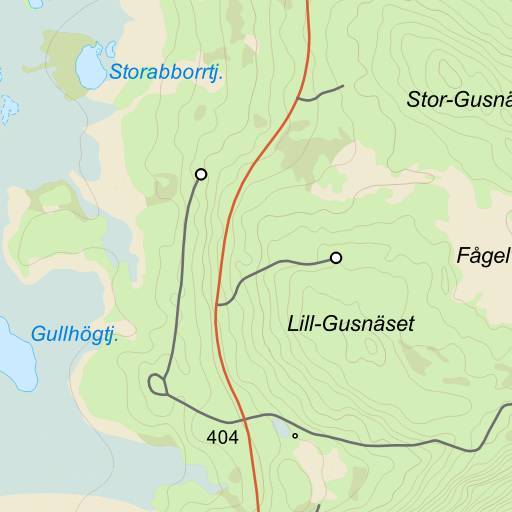 Storabborrtj.
Stor-Gusnä
Fågel
Lill-Gusnäset
Gullhögtj.
404